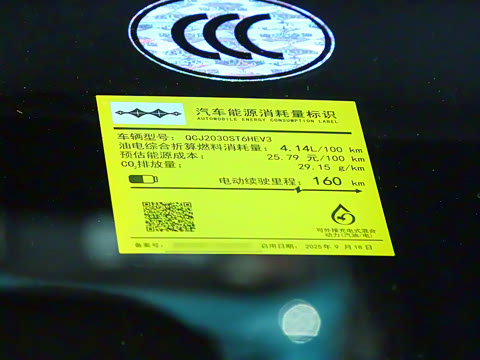 CCC
汽车能源消耗量标识
AUTOMOBILE ENERGY CONSUMPTION LABEL
车辆型号： QCJ2030ST6HEV3
油电综合折算燃料消耗量： 4.14L/100 km
预估能源成本： 25.79 元/100 km
CO₂排放量： 29.15 g/km
电动续驶里程：160 km
可外接充电式混合
动力(汽油/电)
备案号：
启用日期： 2025年 9 月 18 日